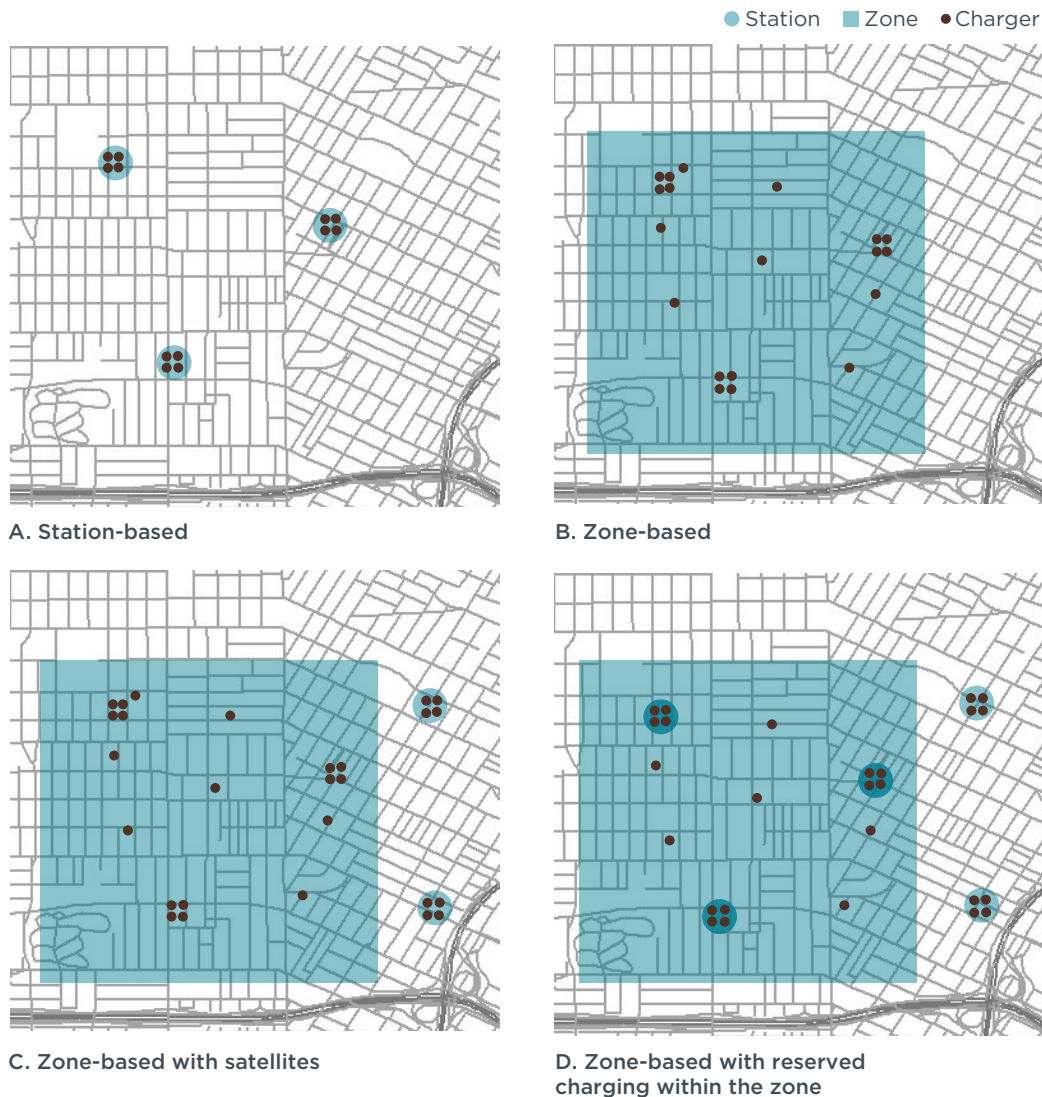 Station Zone Charger
A. Station-based
B. Zone-based
C. Zone-based with satellites
D. Zone-based with reserved
charging within the zone